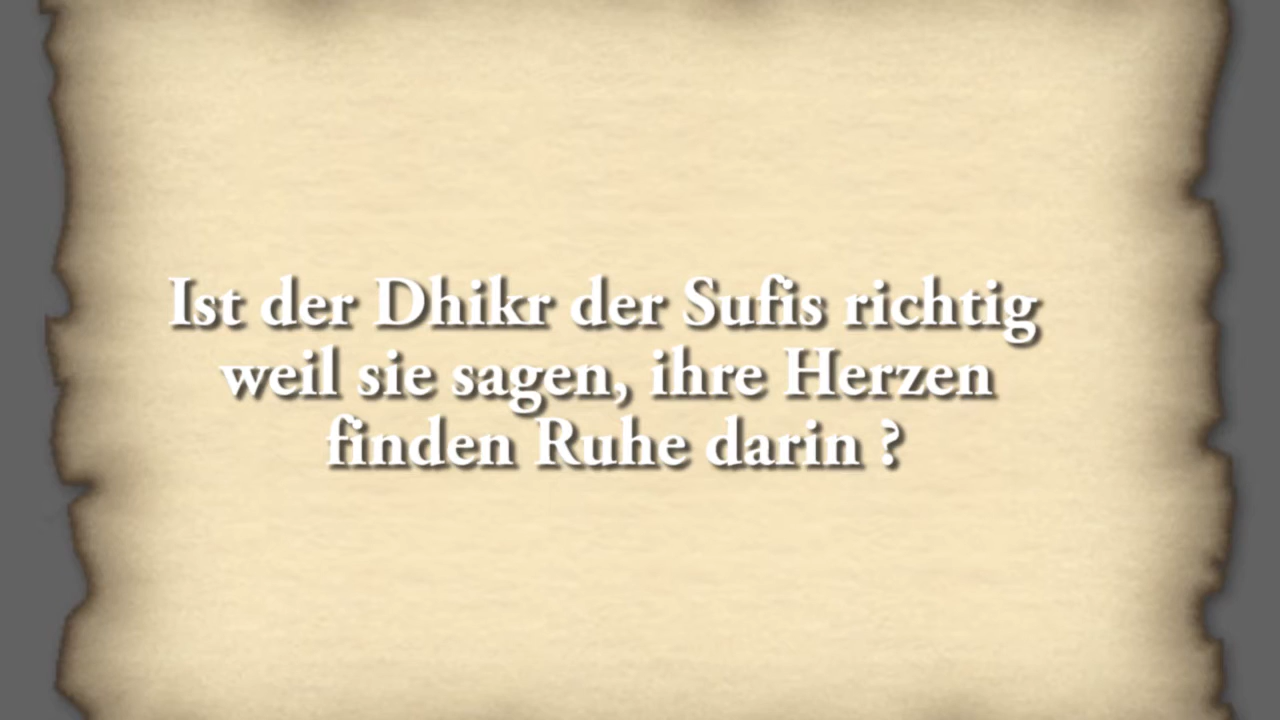 Ist der Dhikr der Sufis richtig
weil sie sagen, ihre Herzen
finden Ruhe darin ?